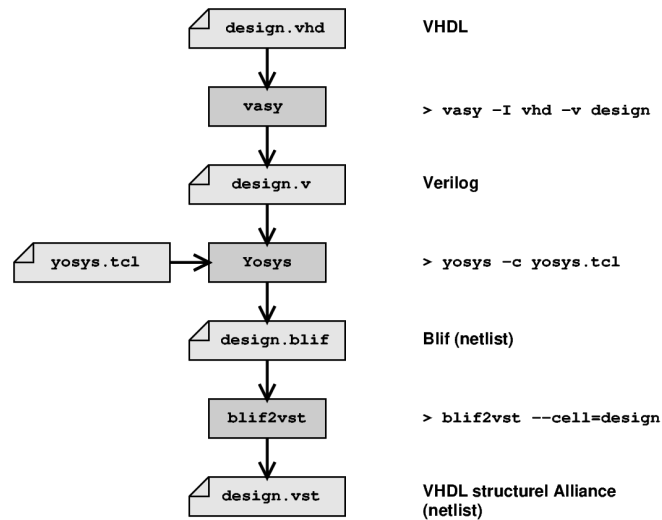 design.vhd VHDL
vasy > vasy -I vhd -v design
design.v Verilog
yosys.tcl Yosys > yosys -c yosys.tcl
design.blif Blif (netlist)
blif2vst > blif2vst --cell=design
design.vst VHDL structurel Alliance
(netlist)